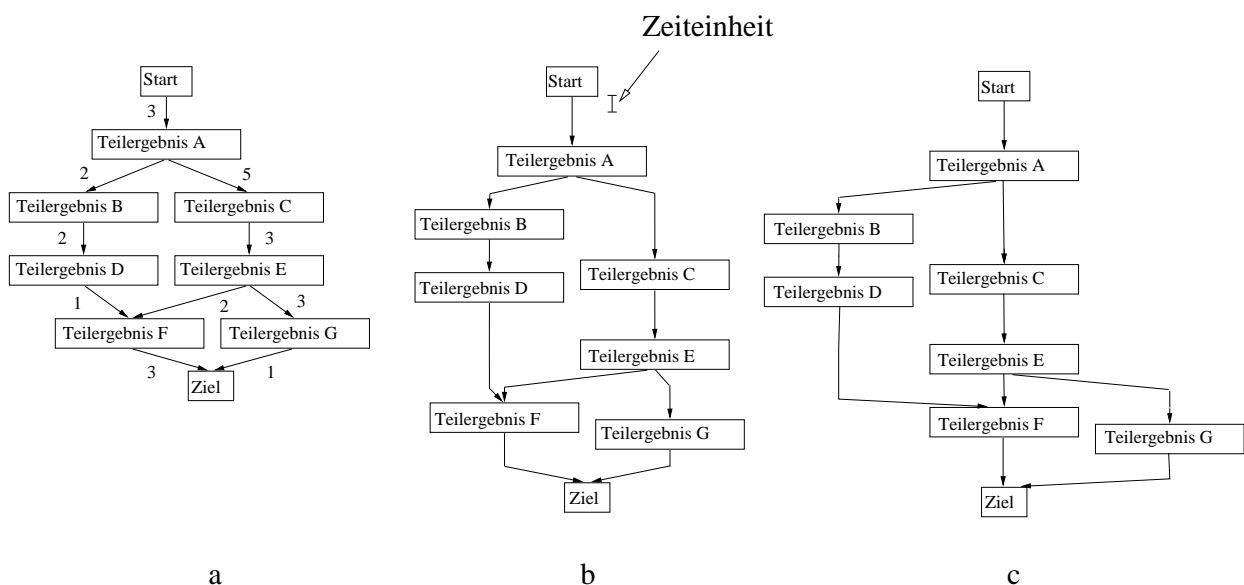 Zeiteinheit
Start
3
Teilergebnis A
2
5
Teilergebnis B
Teilergebnis C
2
3
Teilergebnis D
Teilergebnis E
1
2
3
Teilergebnis F
Teilergebnis G
3
1
Ziel
a
Start
Teilergebnis A
Teilergebnis B
Teilergebnis C
Teilergebnis D
Teilergebnis E
Teilergebnis F
Teilergebnis G
Ziel
b
Start
Teilergebnis A
Teilergebnis B
Teilergebnis C
Teilergebnis D
Teilergebnis E
Teilergebnis F
Teilergebnis G
Ziel
c